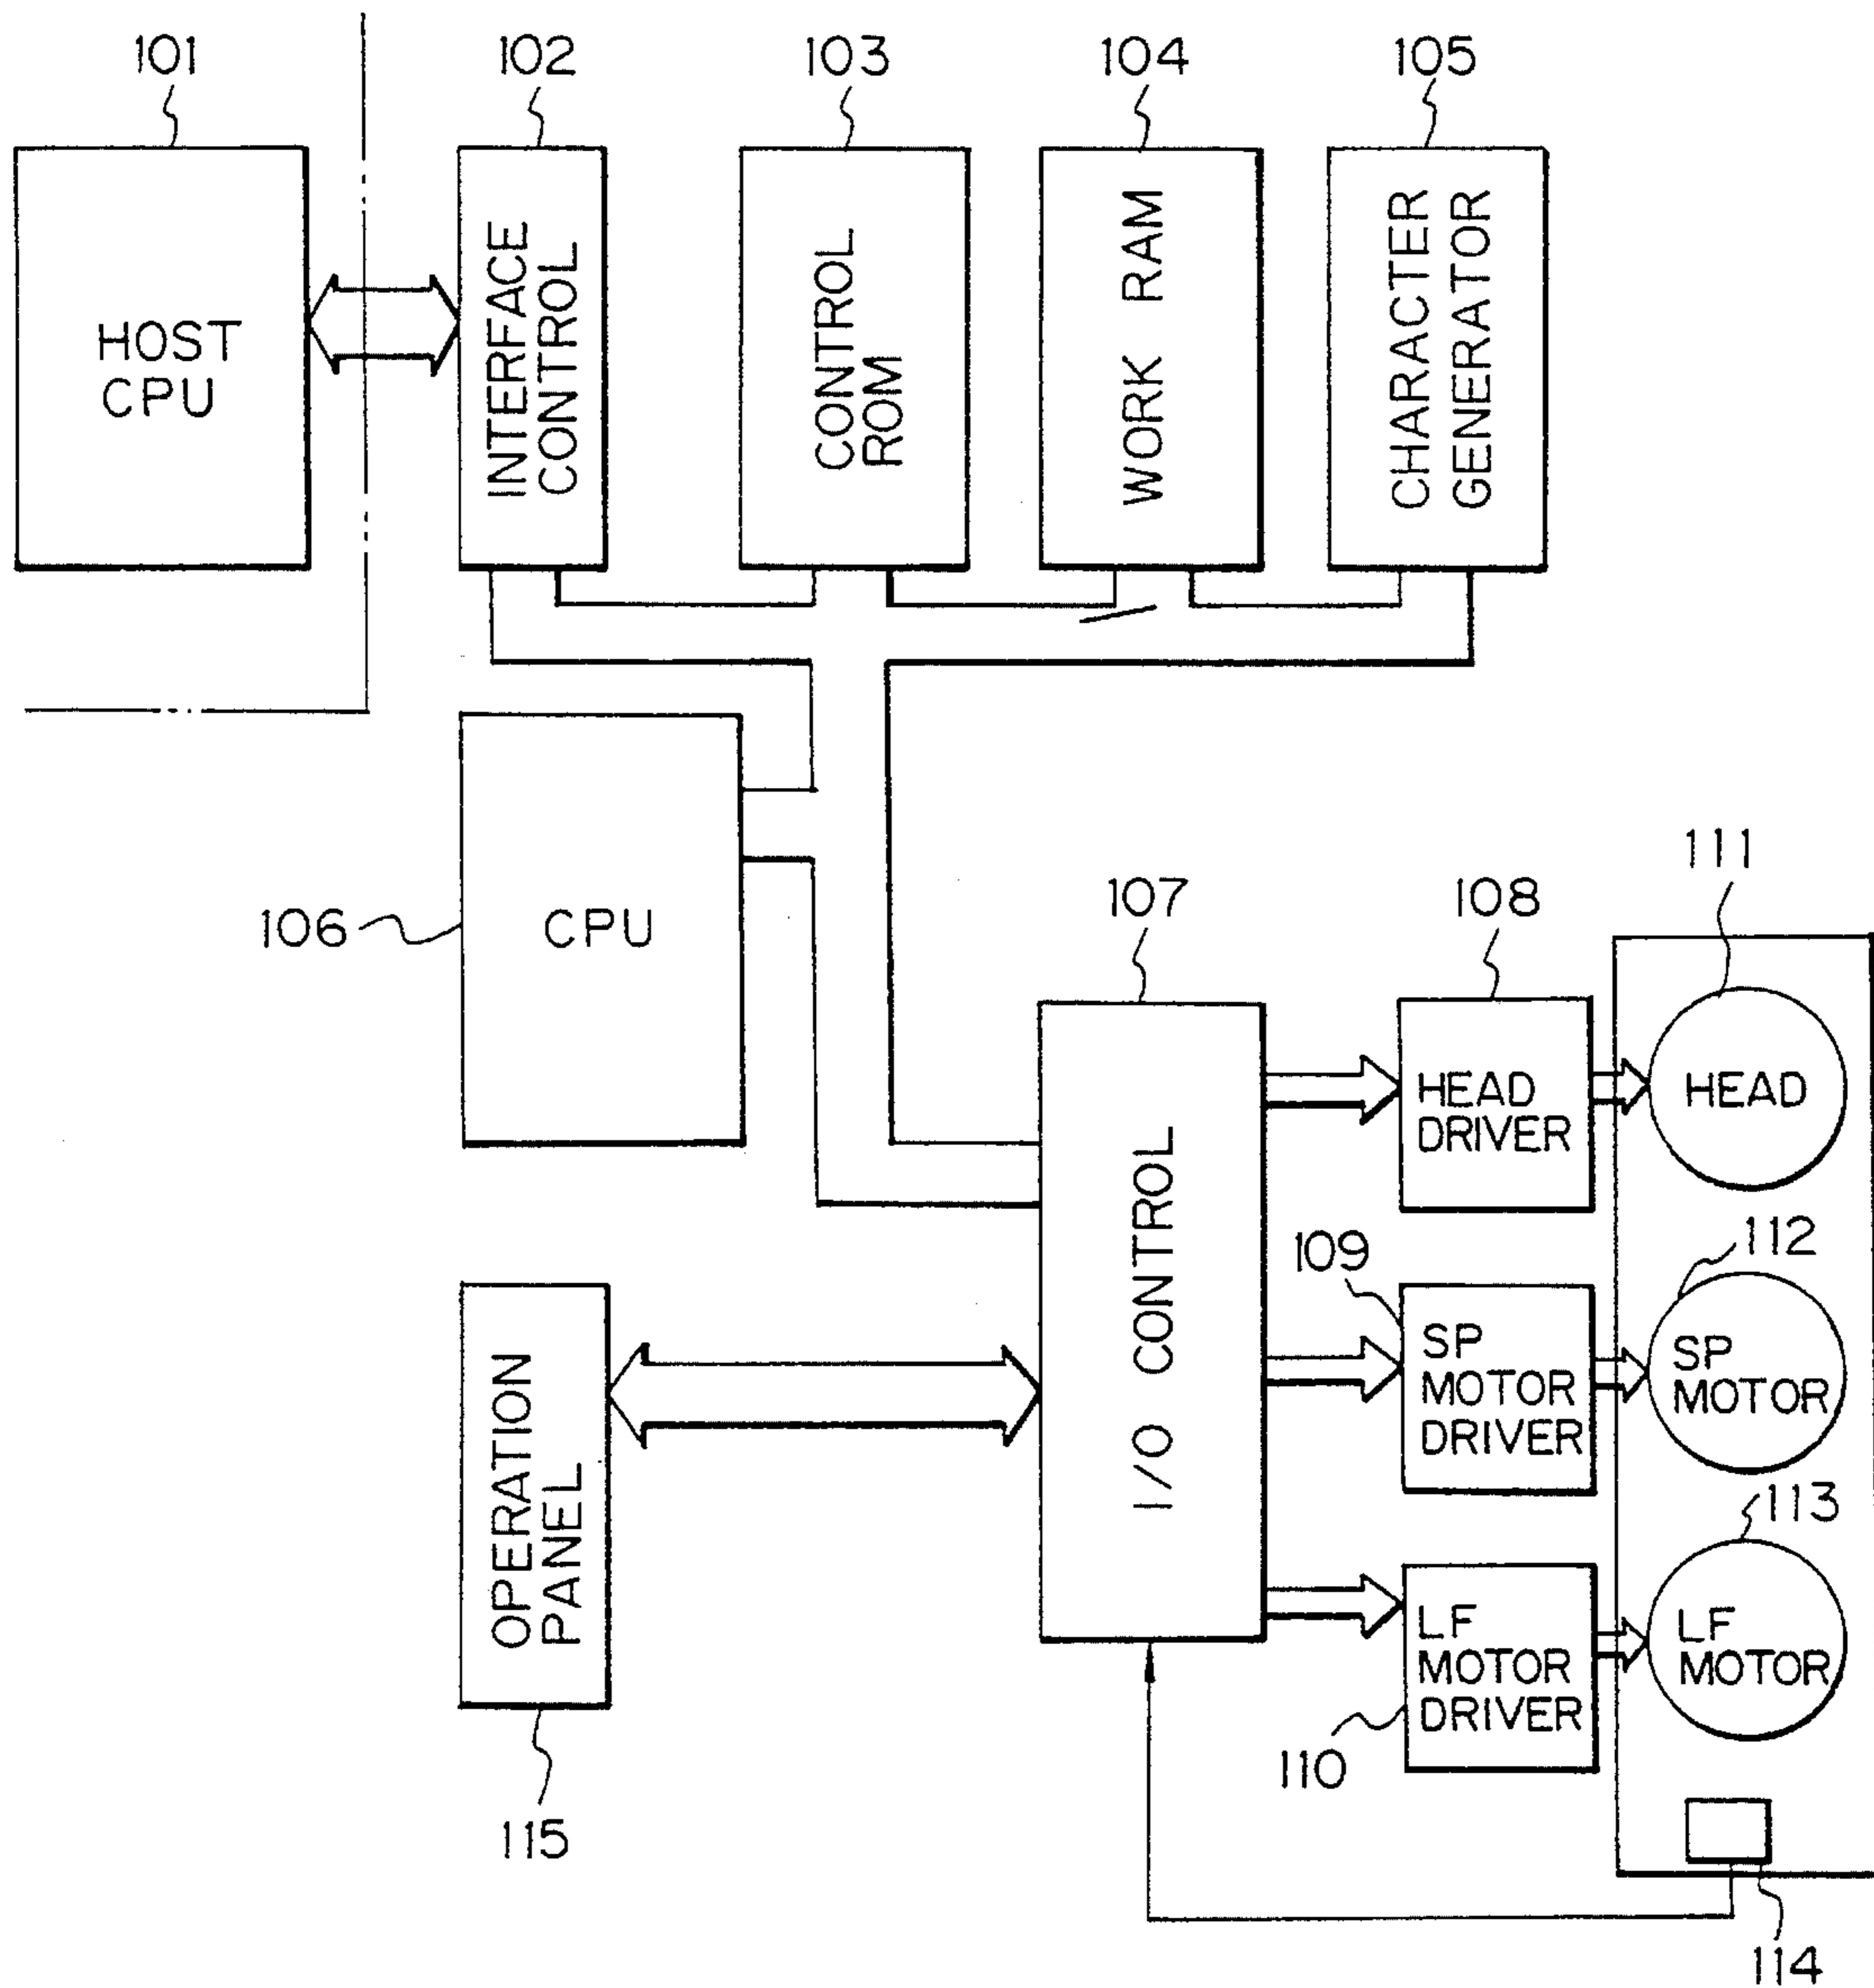 101
102
103
104
105
HOST
CPU
INTERFACE
CONTROL
CONTROL
ROM
WORK RAM
CHARACTER
GENERATOR
106
CPU
107
108
111
HEAD
DRIVER
HEAD
I/O CONTROL
109
112
SP
MOTOR
DRIVER
SP
MOTOR
OPERATION
PANEL
113
LF
MOTOR
DRIVER
LF
MOTOR
110
115
114